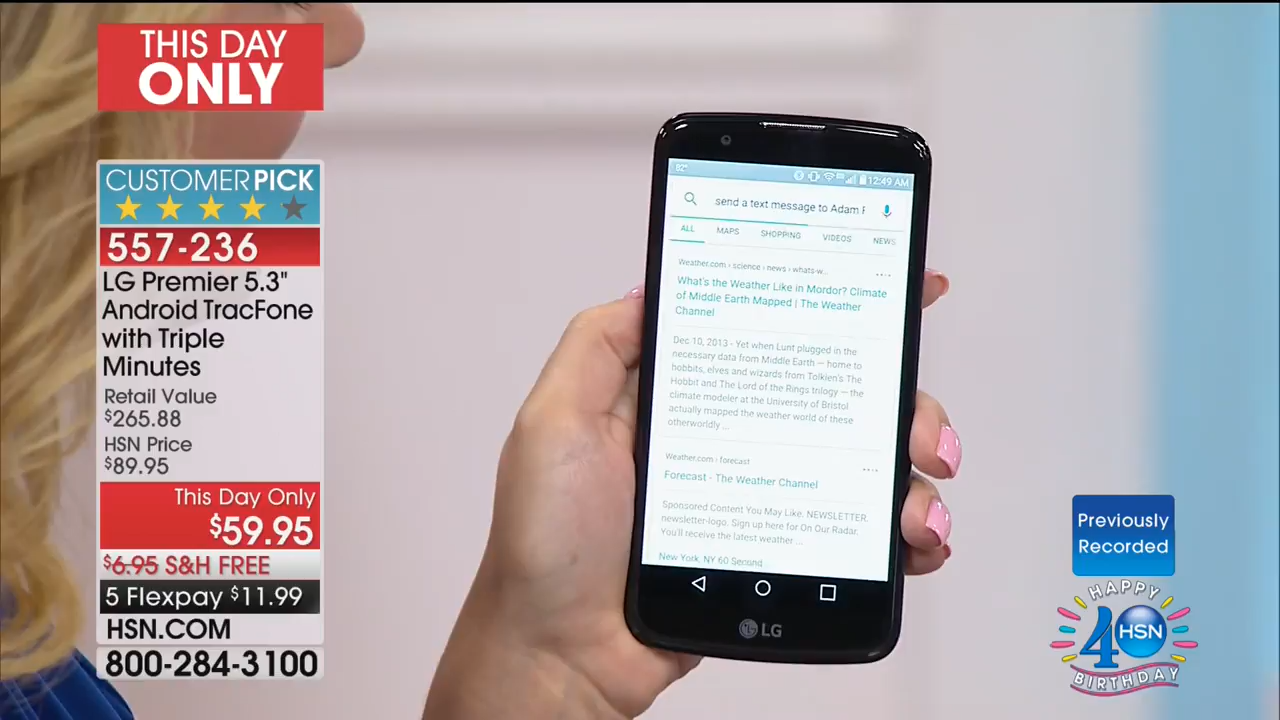 THIS DAY
ONLY
CUSTOMER PICK
557-236
LG Premier 5.3"
Android TracFone
with Triple
Minutes
Retail Value
$265.88
HSN Price
$89.95
This Day Only
$59.95
$6.95 S&H FREE
5 Flexpay $11.99
HSN.COM
800-284-3100
82°
12:49 AM
send a text message to Adam
ALL MAPS SHOPPING VIDEOS NEWS
Weather.com › science › news › whats-w...
What's the Weather Like in Mordor? Climate
of Middle Earth Mapped | The Weather
Channel
Dec 10, 2013 - Yet when Lunt plugged in the
necessary data from Middle Earth — home to
hobbits, elves and wizards from Tolkien's The
Hobbit and The Lord of the Rings trilogy — the
climate modeler at the University of Bristol
actually mapped the weather world of these
otherworldly ...
Weather.com › forecast
Forecast - The Weather Channel
Sponsored Content You May Like. NEWSLETTER.
newsletter-logo. Sign up here for On Our Radar.
You'll receive the latest weather ...
New York, NY 60 Second
LG
Previously
Recorded
HAPPY
40
HSN
BIRTHDAY